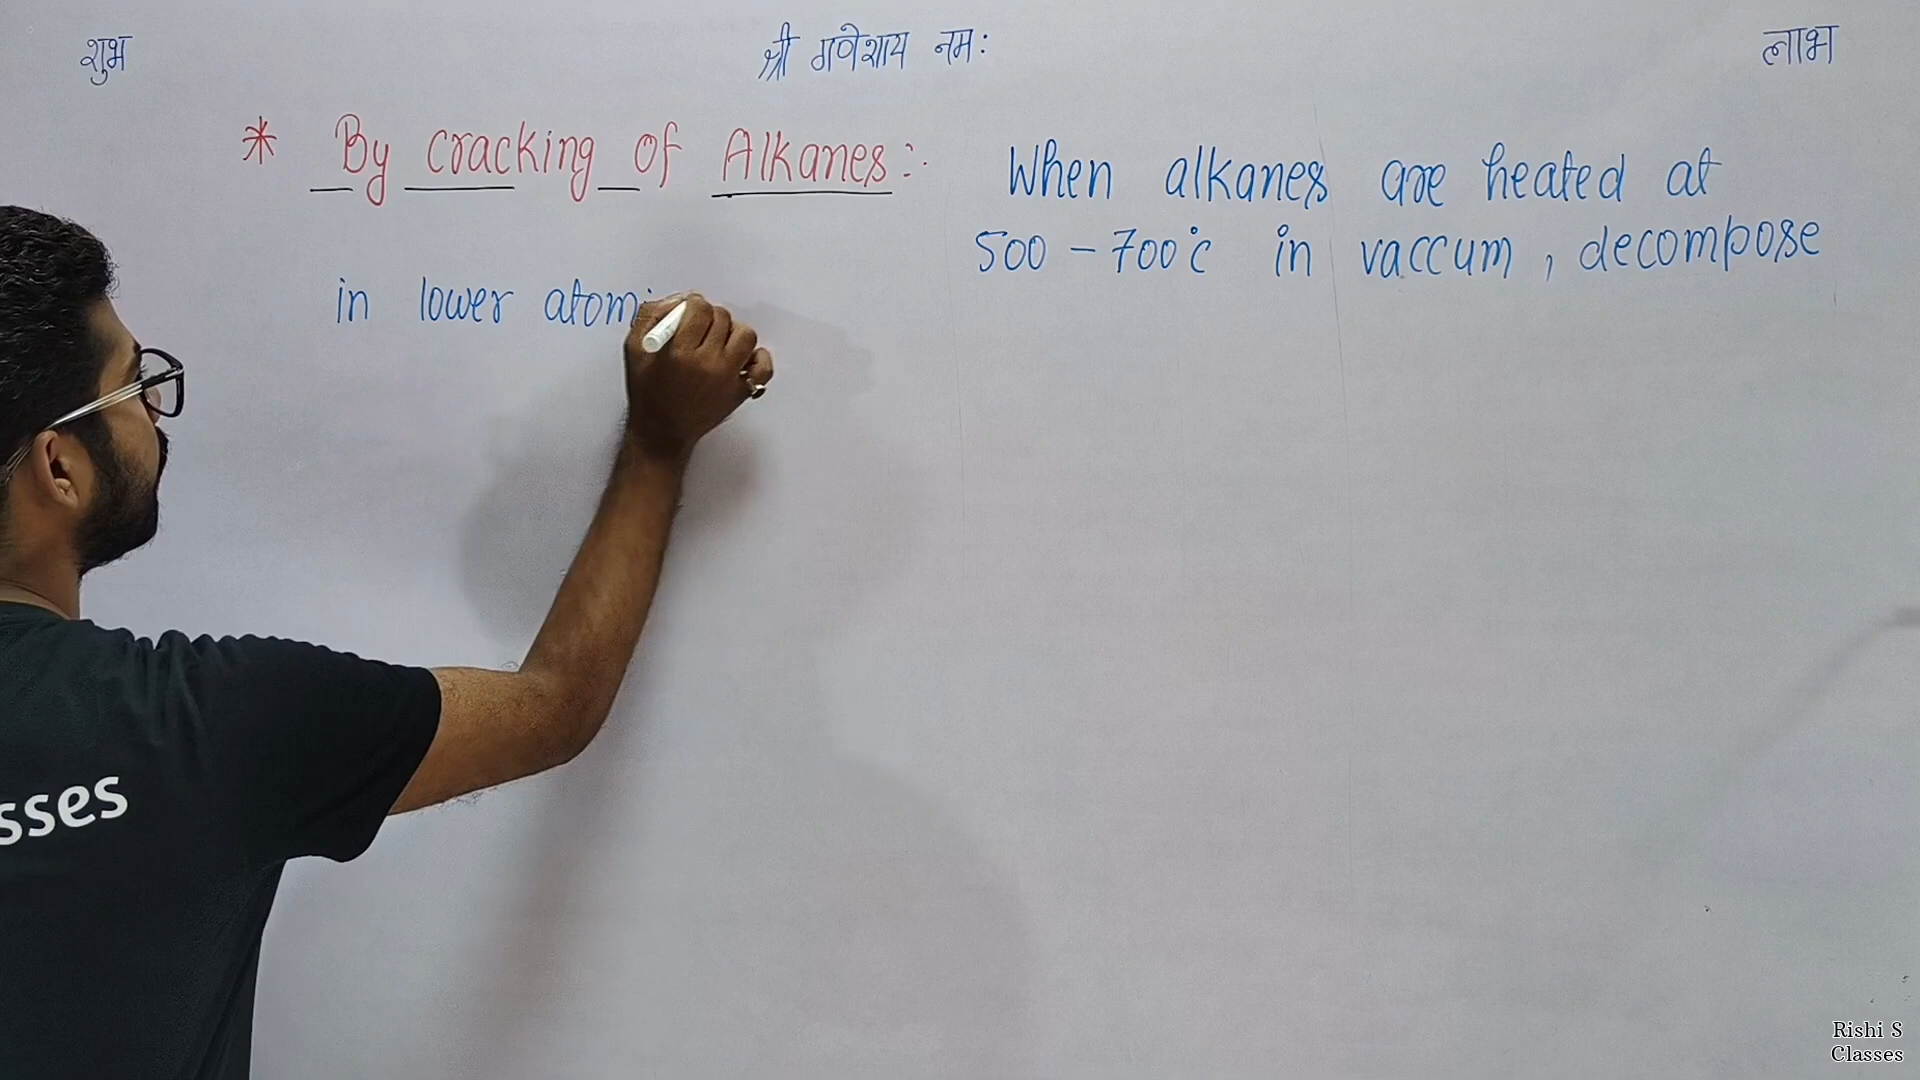 शुभ श्री गणेशाय नमः लाभ
* By cracking of Alkanes :- When alkanes are heated at
500 - 700°c in vaccum, decompose
in lower atomi
sses
Rishi S
Classes